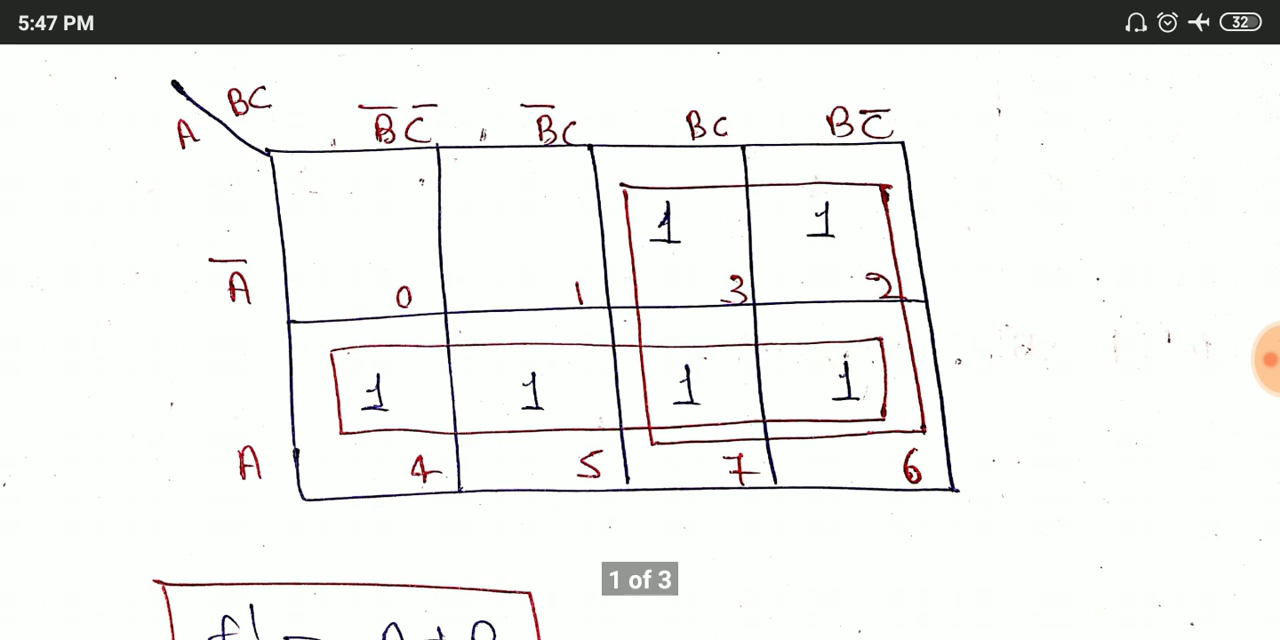 5:47 PM
32
BC
A
B̅C̅ B̅C BC BC̅
1 1
A̅
0 1 3 2
1 1 1 1
A
4 5 7 6
1 of 3